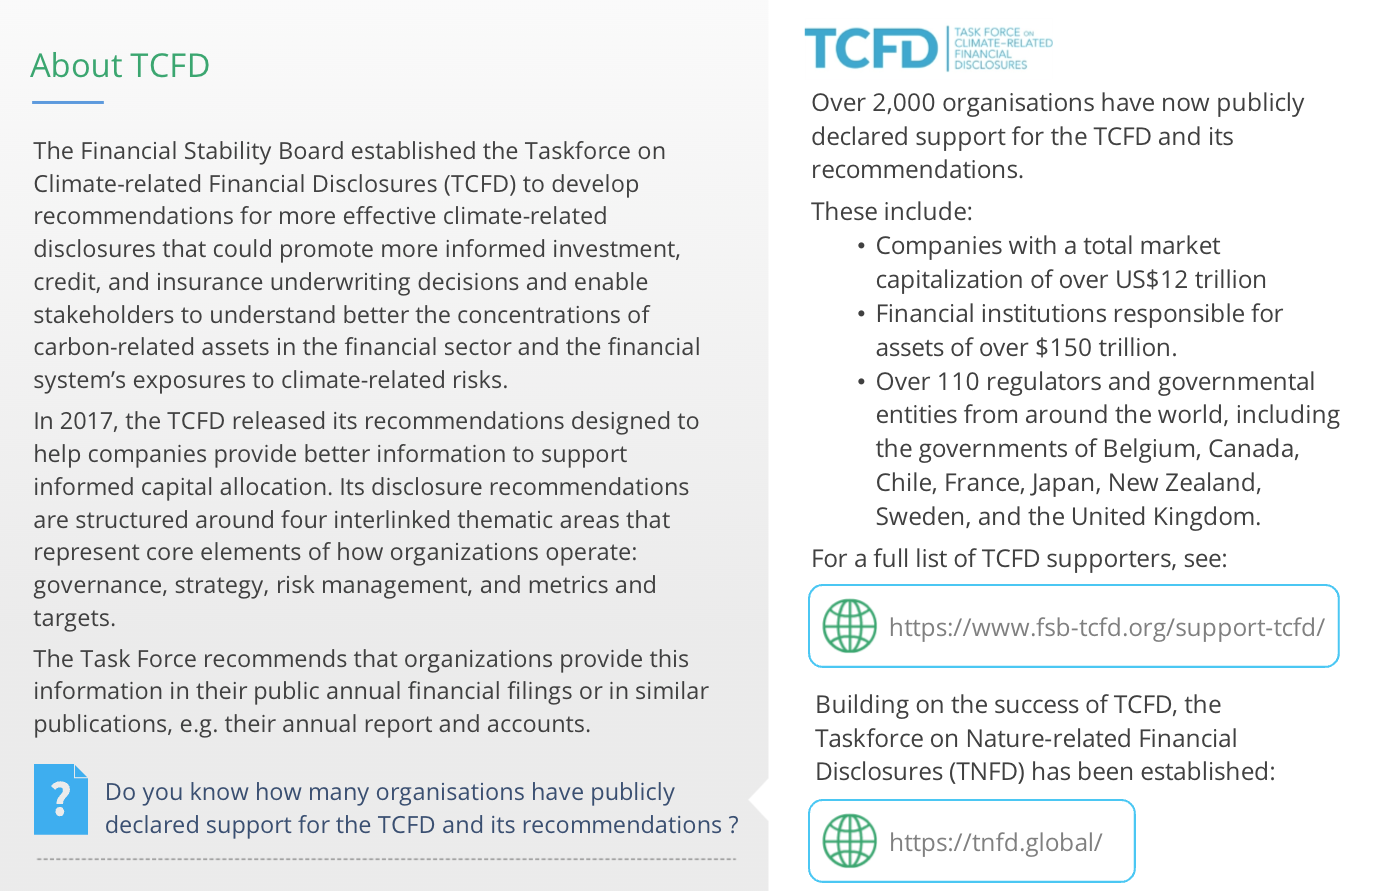 About TCFD
The Financial Stability Board established the Taskforce on
Climate-related Financial Disclosures (TCFD) to develop
recommendations for more effective climate-related
disclosures that could promote more informed investment,
credit, and insurance underwriting decisions and enable
stakeholders to understand better the concentrations of
carbon-related assets in the financial sector and the financial
system’s exposures to climate-related risks.
In 2017, the TCFD released its recommendations designed to
help companies provide better information to support
informed capital allocation. Its disclosure recommendations
are structured around four interlinked thematic areas that
represent core elements of how organizations operate:
governance, strategy, risk management, and metrics and
targets.
The Task Force recommends that organizations provide this
information in their public annual financial filings or in similar
publications, e.g. their annual report and accounts.
?
Do you know how many organisations have publicly
declared support for the TCFD and its recommendations ?
TCFD
TASK FORCE ON
CLIMATE-RELATED
FINANCIAL
DISCLOSURES
Over 2,000 organisations have now publicly
declared support for the TCFD and its
recommendations.
These include:
• Companies with a total market
capitalization of over US$12 trillion
• Financial institutions responsible for
assets of over $150 trillion.
• Over 110 regulators and governmental
entities from around the world, including
the governments of Belgium, Canada,
Chile, France, Japan, New Zealand,
Sweden, and the United Kingdom.
For a full list of TCFD supporters, see:
https://www.fsb-tcfd.org/support-tcfd/
Building on the success of TCFD, the
Taskforce on Nature-related Financial
Disclosures (TNFD) has been established:
https://tnfd.global/